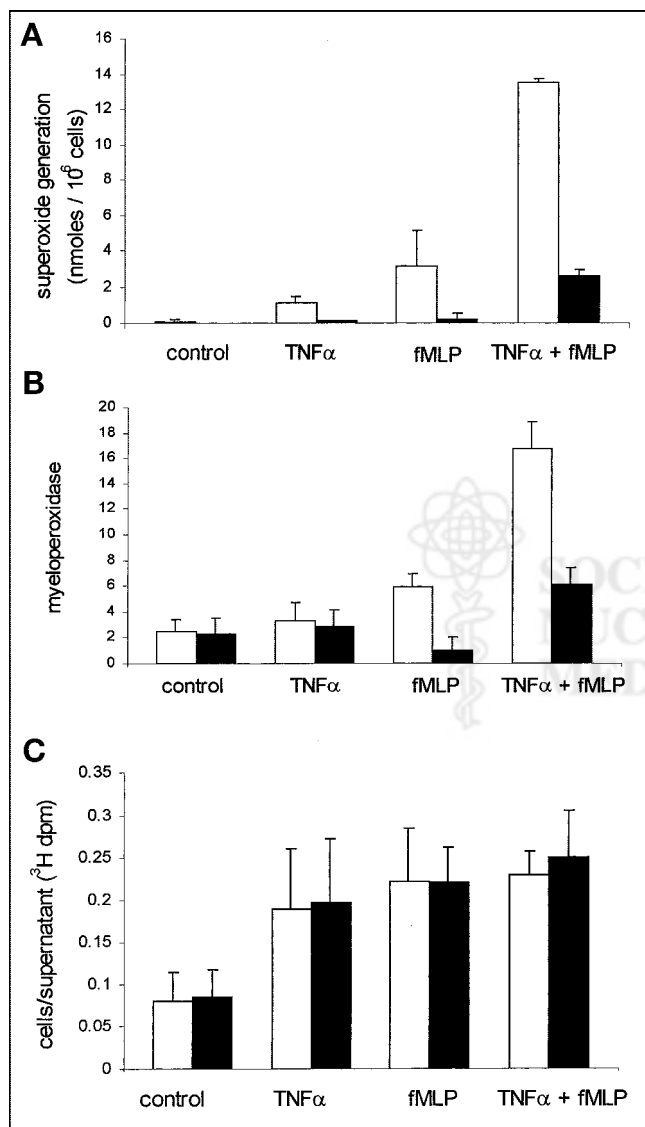 A
superoxide generation
(nmoles / 10⁶ cells)
16
14
12
10
8
6
4
2
0
control TNFα fMLP TNFα + fMLP
B
myeloperoxidase
20
18
16
14
12
10
8
6
4
2
0
control TNFα fMLP TNFα + fMLP
SOCI
NUC
MED
C
cells/supernatant (³H dpm)
0.35
0.3
0.25
0.2
0.15
0.1
0.05
0
control TNFα fMLP TNFα + fMLP